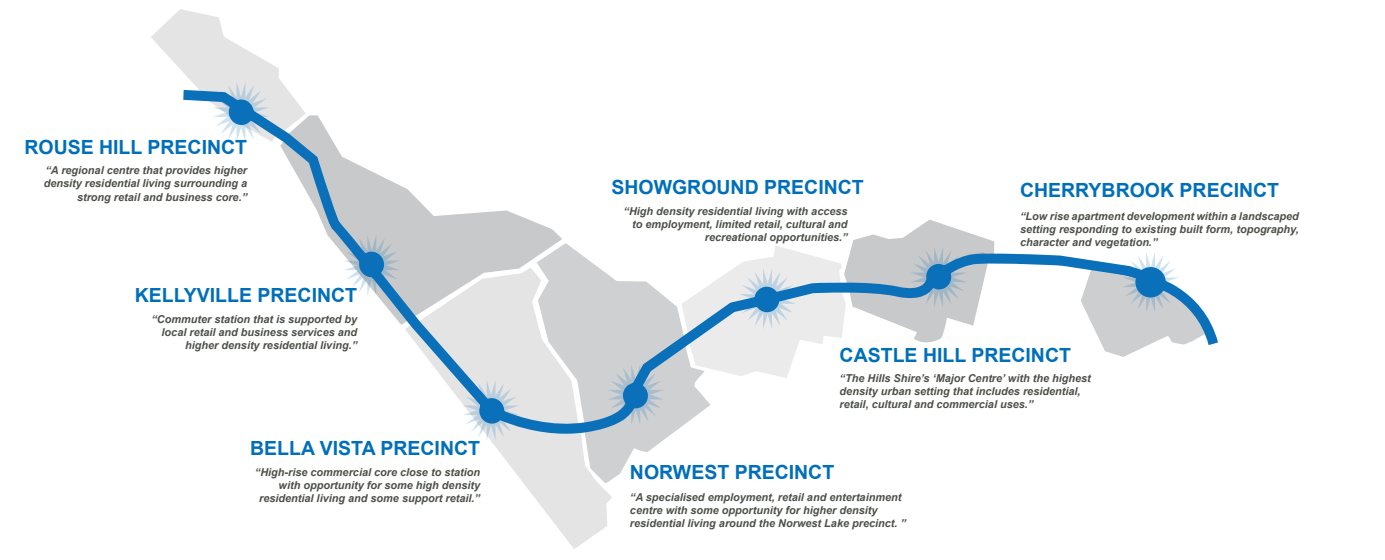 ROUSE HILL PRECINCT
“A regional centre that provides higher
density residential living surrounding a
strong retail and business core.”
KELLYVILLE PRECINCT
“Commuter station that is supported by
local retail and business services and
higher density residential living.”
BELLA VISTA PRECINCT
“High-rise commercial core close to station
with opportunity for some high density
residential living and some support retail.”
NORWEST PRECINCT
“A specialised employment, retail and entertainment
centre with some opportunity for higher density
residential living around the Norwest Lake precinct. ”
SHOWGROUND PRECINCT
“High density residential living with access
to employment, limited retail, cultural and
recreational opportunities.”
CASTLE HILL PRECINCT
“The Hills Shire’s ‘Major Centre’ with the highest
density urban setting that includes residential,
retail, cultural and commercial uses.”
CHERRYBROOK PRECINCT
“Low rise apartment development within a landscaped
setting responding to existing built form, topography,
character and vegetation.”